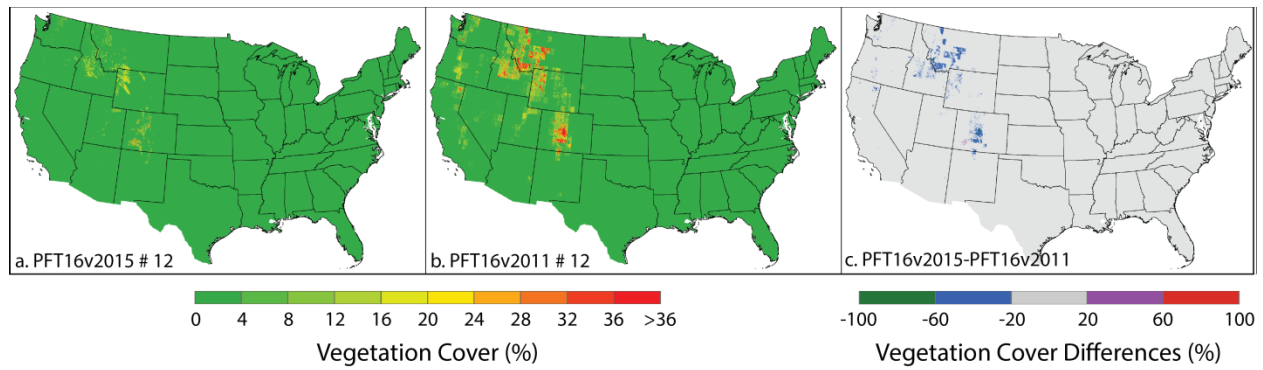 a. PFT16v2015 # 12
b. PFT16v2011 # 12
c. PFT16v2015-PFT16v2011
0 4 8 12 16 20 24 28 32 36 >36
-100 -60 -20 20 60 100
Vegetation Cover (%)
Vegetation Cover Differences (%)